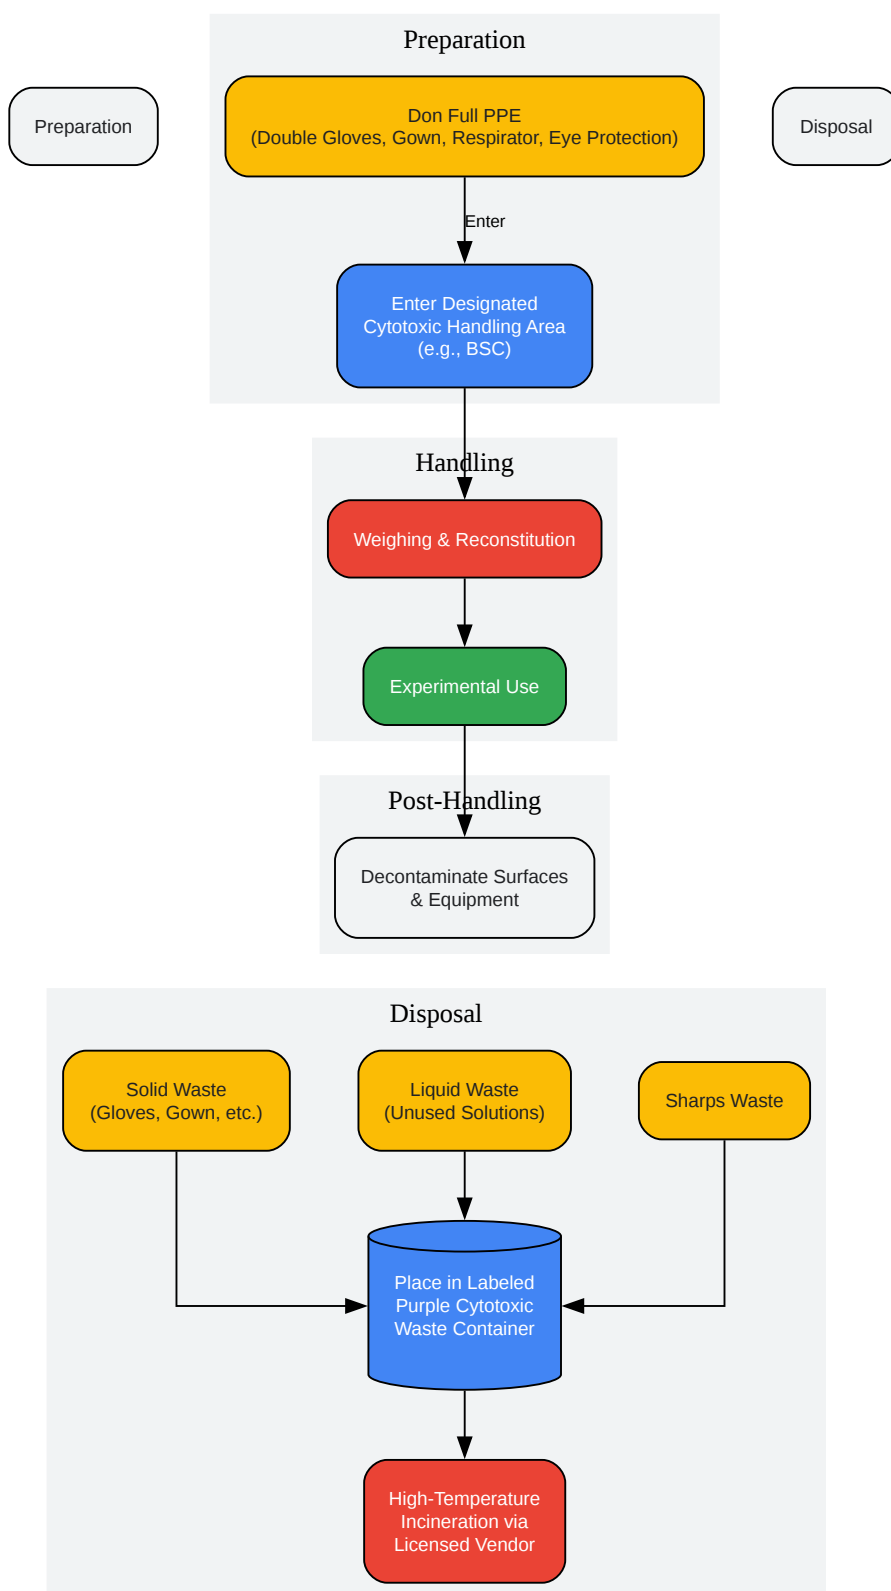 Preparation
Preparation
Disposal
Don Full PPE
(Double Gloves, Gown, Respirator, Eye Protection)
Enter
Enter Designated
Cytotoxic Handling Area
(e.g., BSC)
Handling
Weighing & Reconstitution
Experimental Use
Post-Handling
Decontaminate Surfaces
& Equipment
Disposal
Solid Waste
(Gloves, Gown, etc.)
Liquid Waste
(Unused Solutions)
Sharps Waste
Place in Labeled
Purple Cytotoxic
Waste Container
High-Temperature
Incineration via
Licensed Vendor